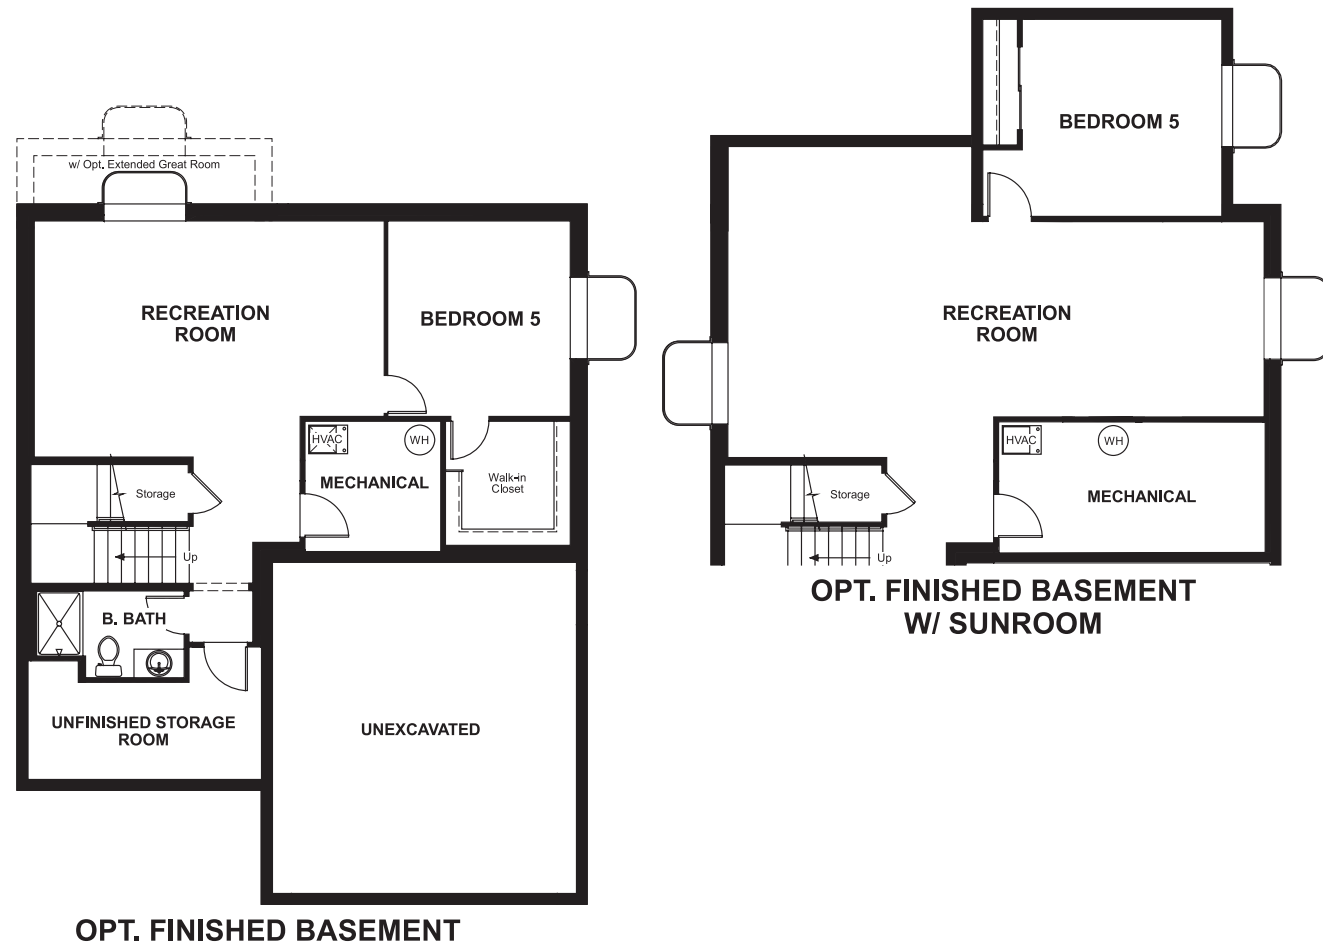 w/ Opt. Extended Great Room
RECREATION
ROOM
BEDROOM 5
HVAC
WH
MECHANICAL
Walk-in
Closet
Storage
Up
B. BATH
UNFINISHED STORAGE
ROOM
UNEXCAVATED
OPT. FINISHED BASEMENT
BEDROOM 5
RECREATION
ROOM
HVAC
WH
MECHANICAL
Storage
Up
OPT. FINISHED BASEMENT
W/ SUNROOM